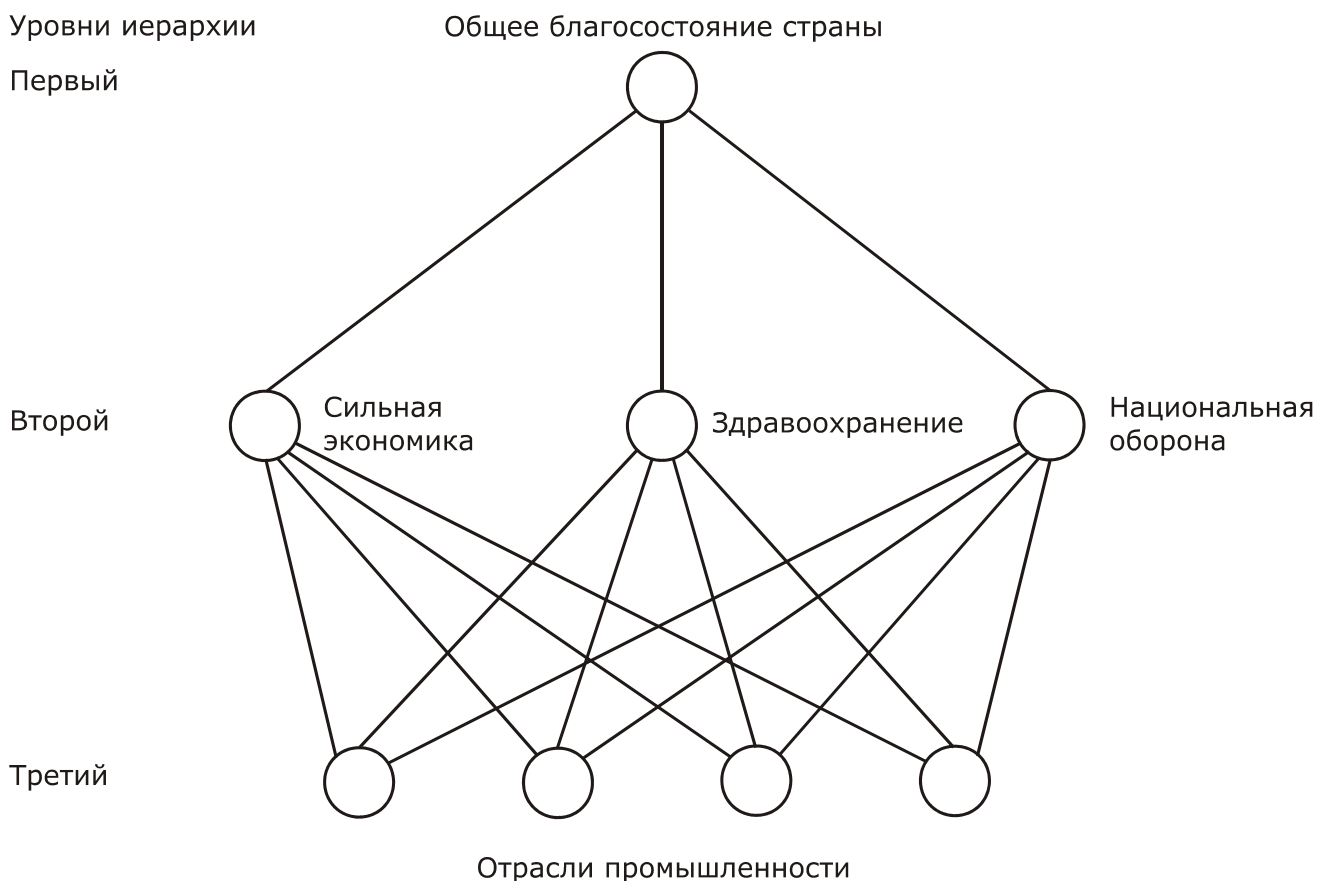 Уровни иерархии
Общее благосостояние страны
Первый
Второй
Сильная
экономика
Здравоохранение
Национальная
оборона
Третий
Отрасли промышленности